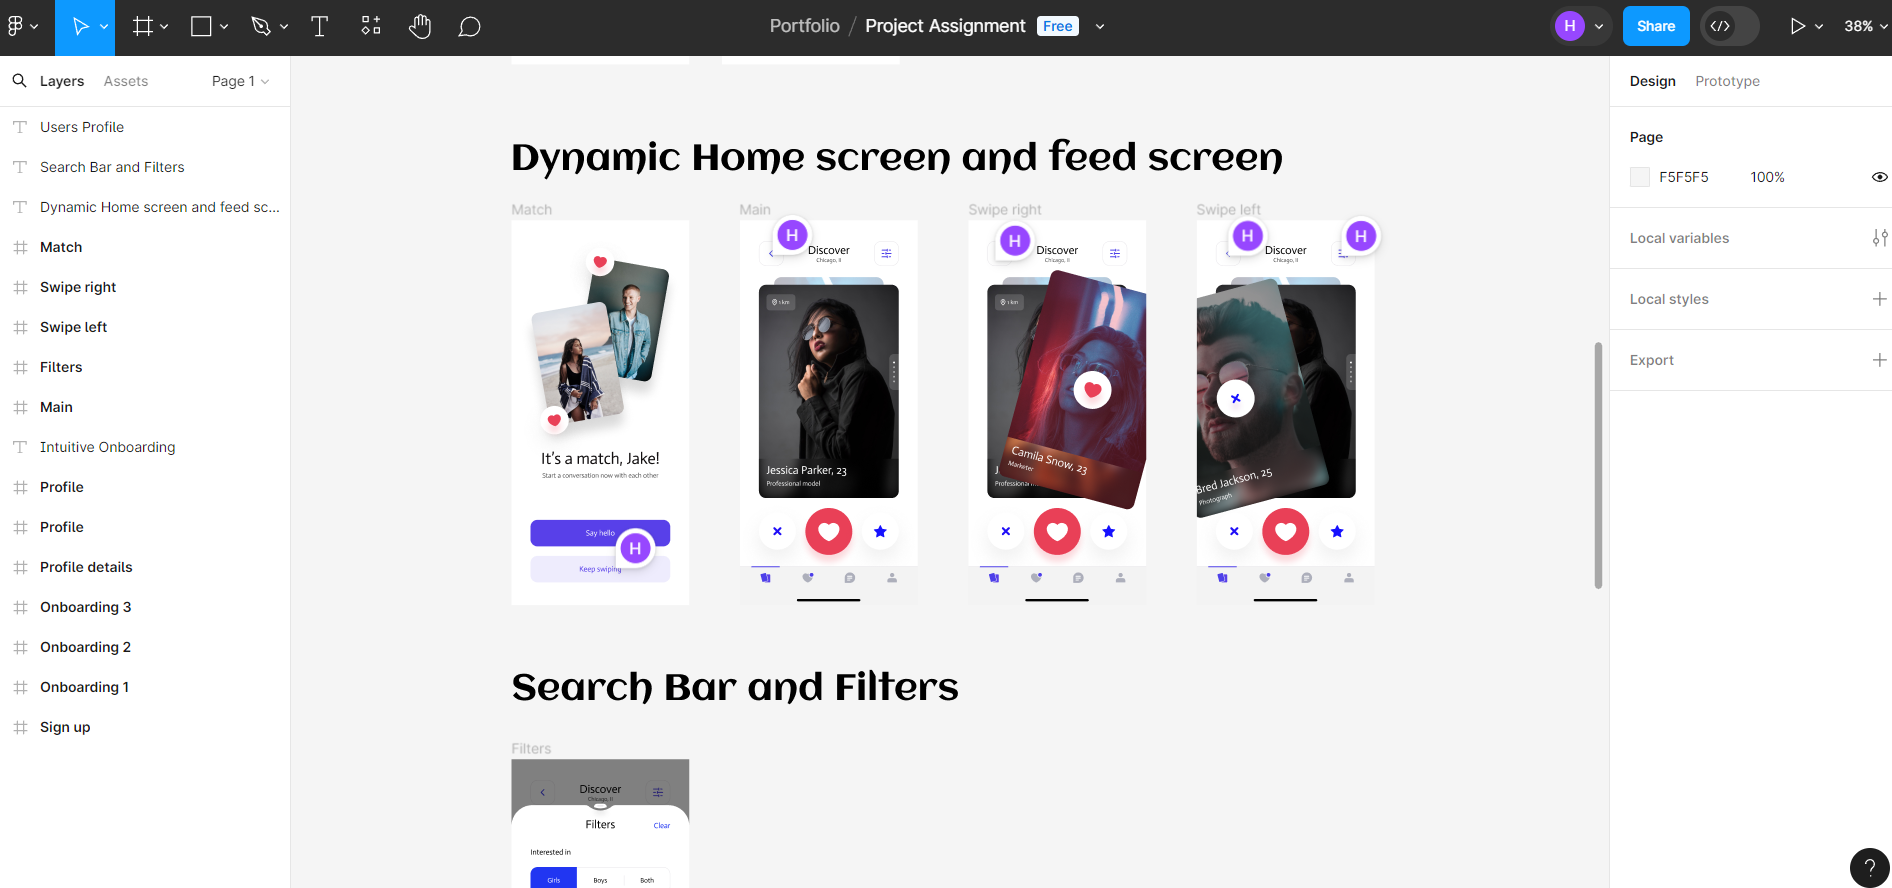 Portfolio / Project Assignment Free
H
Share
38%
Layers
Assets
Page 1
Users Profile
Search Bar and Filters
Dynamic Home screen and feed sc...
Match
Swipe right
Swipe left
Filters
Main
Intuitive Onboarding
Profile
Profile
Profile details
Onboarding 3
Onboarding 2
Onboarding 1
Sign up
Dynamic Home screen and feed screen
Match
It's a match, Jake!
Start a conversation now with each other
Say hello
H
Keep swiping
Main
H
Discover
Chicago, Il
1 km
Jessica Parker, 23
Professional model
Swipe right
H
Discover
Chicago, Il
1 km
Camila Snow, 23
Marketer
J
Professional m...
Swipe left
H
H
Discover
Chicago, Il
Bred Jackson, 25
Photograph
Search Bar and Filters
Filters
Discover
Chicago, Il
Filters
Clear
Interested in
Girls
Boys
Both
Design
Prototype
Page
F5F5F5
100%
Local variables
Local styles
Export
?